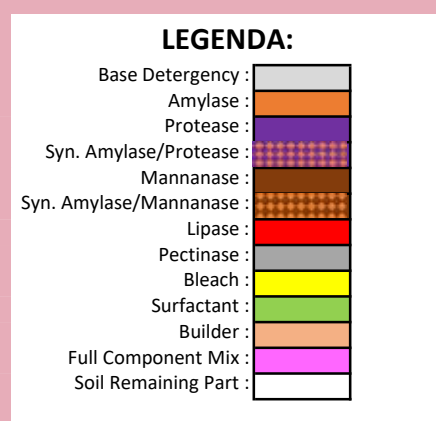 LEGENDA:
Base Detergency :
Amylase :
Protease :
Syn. Amylase/Protease :
Mannanase :
Syn. Amylase/Mannanase :
Lipase :
Pectinase :
Bleach :
Surfactant :
Builder :
Full Component Mix :
Soil Remaining Part :